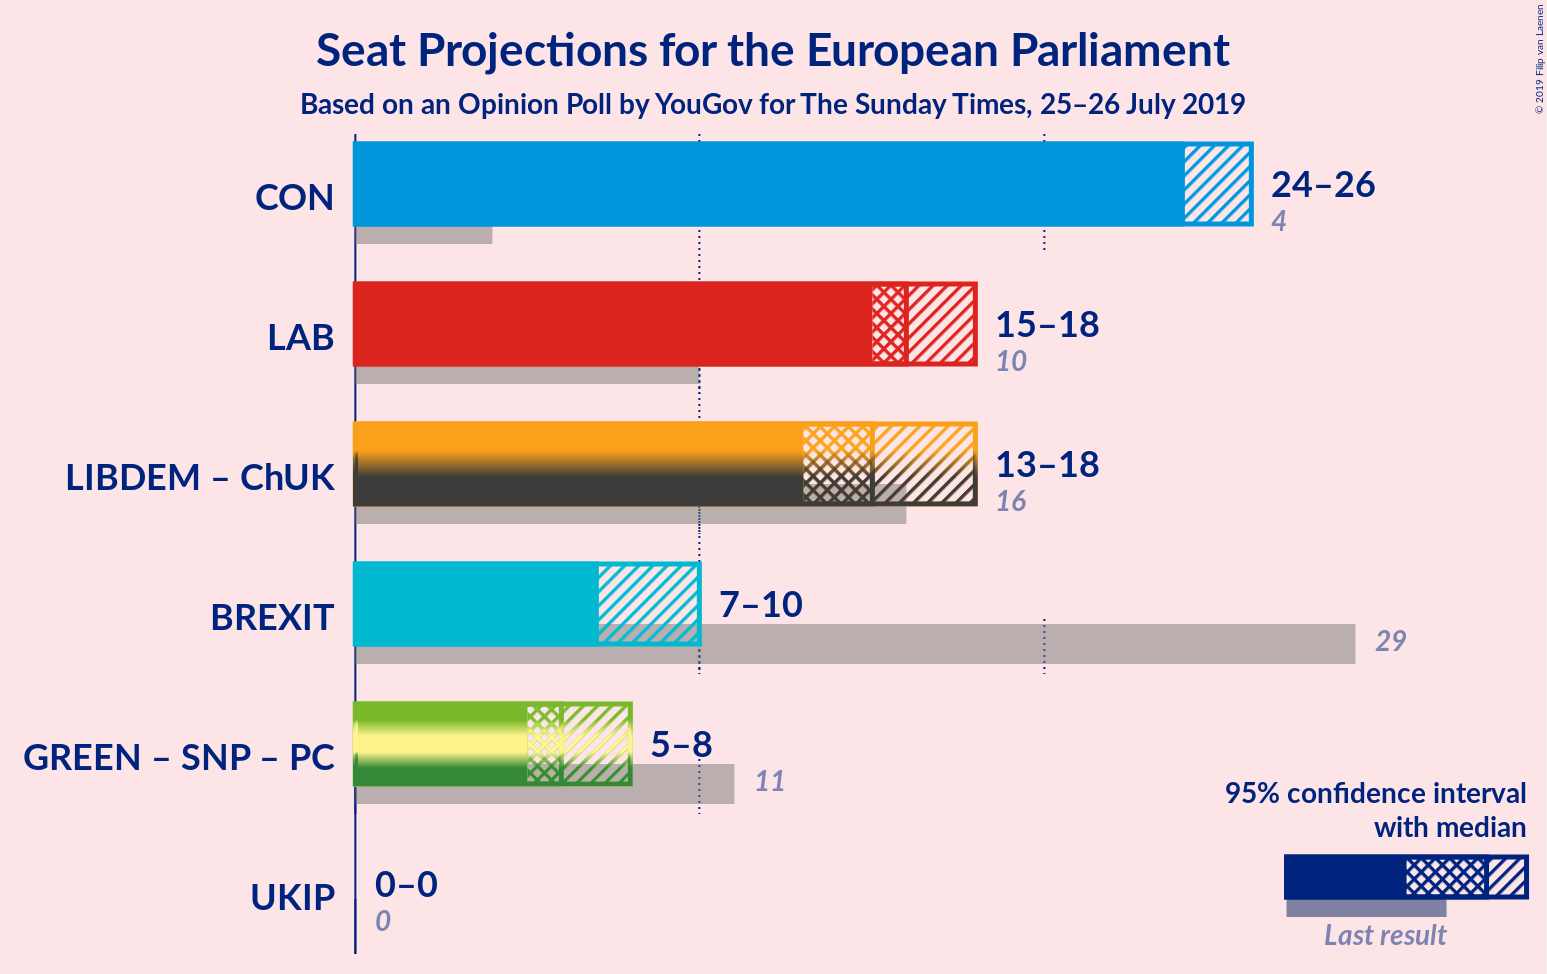 Seat Projections for the European Parliament
Based on an Opinion Poll by YouGov for The Sunday Times, 25–26 July 2019
© 2019 Filip van Laenen
CON
24–26
4
LAB
15–18
10
LIBDEM – ChUK
13–18
16
BREXIT
7–10
29
GREEN – SNP – PC
5–8
11
UKIP
0–0
0
95% confidence interval
with median
Last result